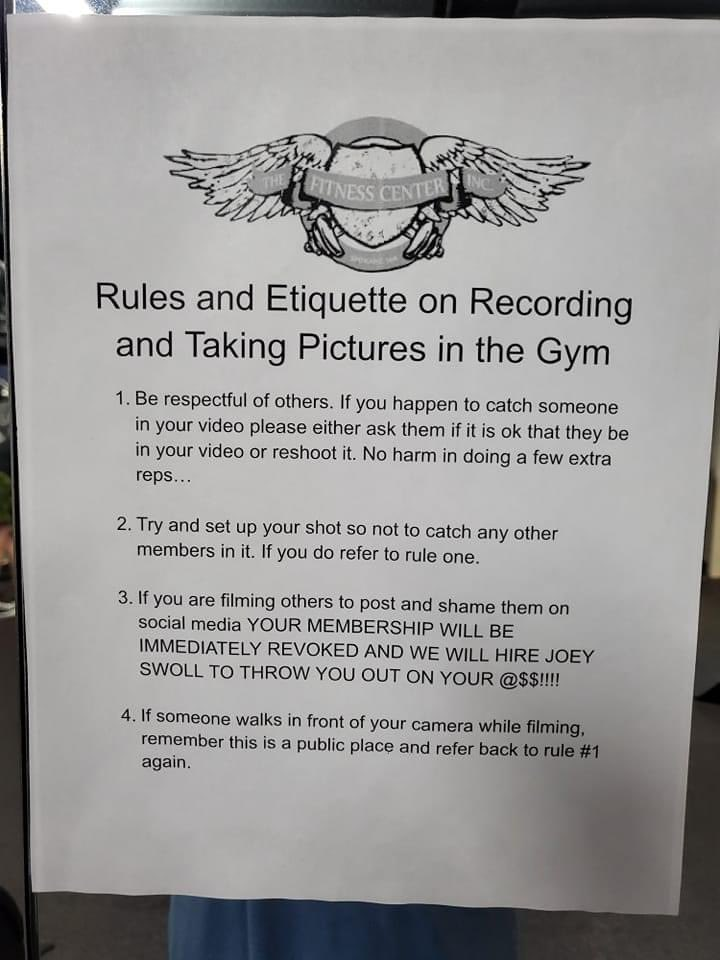 THE FITNESS CENTER INC.
SPOKANE, WA
Rules and Etiquette on Recording
and Taking Pictures in the Gym
1. Be respectful of others. If you happen to catch someone
in your video please either ask them if it is ok that they be
in your video or reshoot it. No harm in doing a few extra
reps...
2. Try and set up your shot so not to catch any other
members in it. If you do refer to rule one.
3. If you are filming others to post and shame them on
social media YOUR MEMBERSHIP WILL BE
IMMEDIATELY REVOKED AND WE WILL HIRE JOEY
SWOLL TO THROW YOU OUT ON YOUR @$$!!!!
4. If someone walks in front of your camera while filming,
remember this is a public place and refer back to rule #1
again.